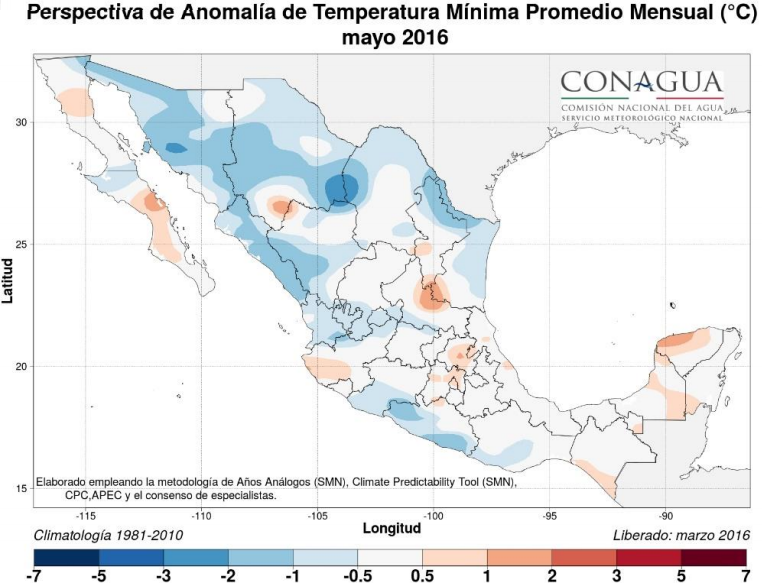 Perspectiva de Anomalía de Temperatura Mínima Promedio Mensual (°C)
mayo 2016
CONAGUA
COMISIÓN NACIONAL DEL AGUA
SERVICIO METEOROLÓGICO NACIONAL
30
25
20
15
Latitud
Elaborado empleando la metodología de Años Análogos (SMN), Climate Predictability Tool (SMN),
CPC,APEC y el consenso de especialistas.
-115 -110 -105 -100 -95 -90
Longitud
Climatología 1981-2010 Liberado: marzo 2016
-7 -5 -3 -2 -1 -0.5 0.5 1 2 3 5 7